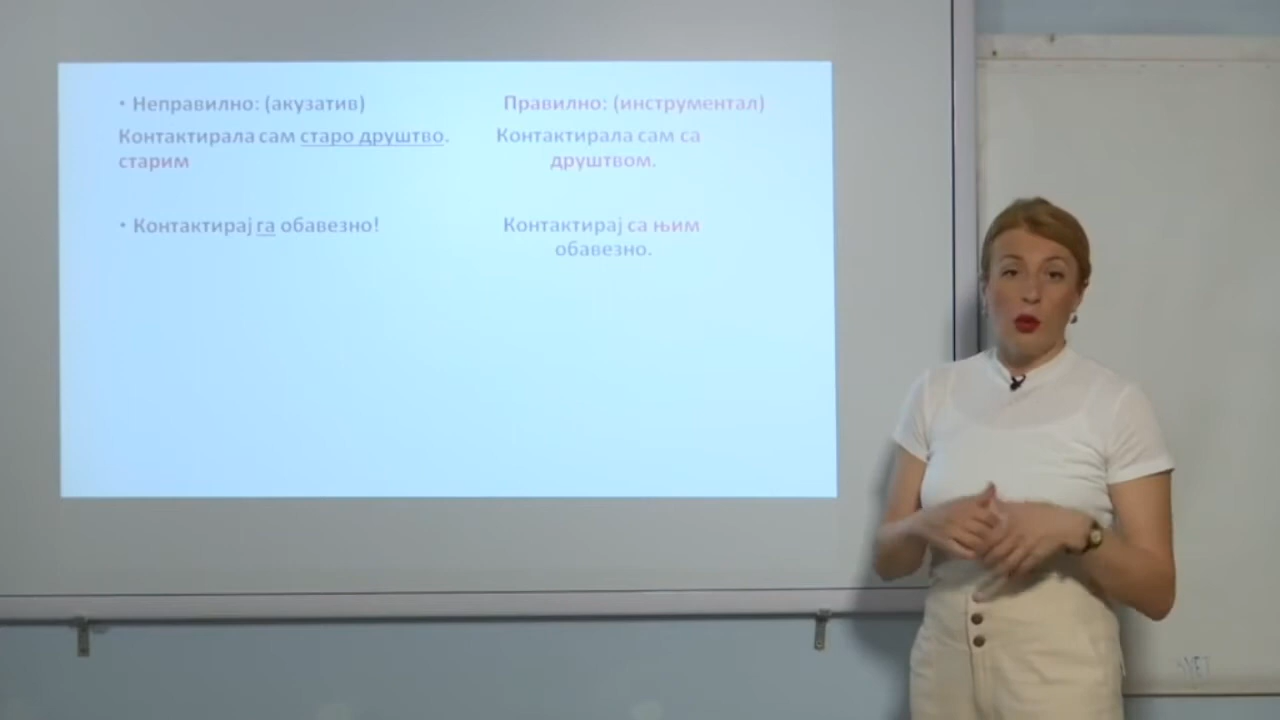 • Неправилно: (акузатив) Правилно: (инструментал)
Контактирала сам старо друштво. Контактирала сам са
старим друштвом.
• Контактирај га обавезно! Контактирај са њим
обавезно.